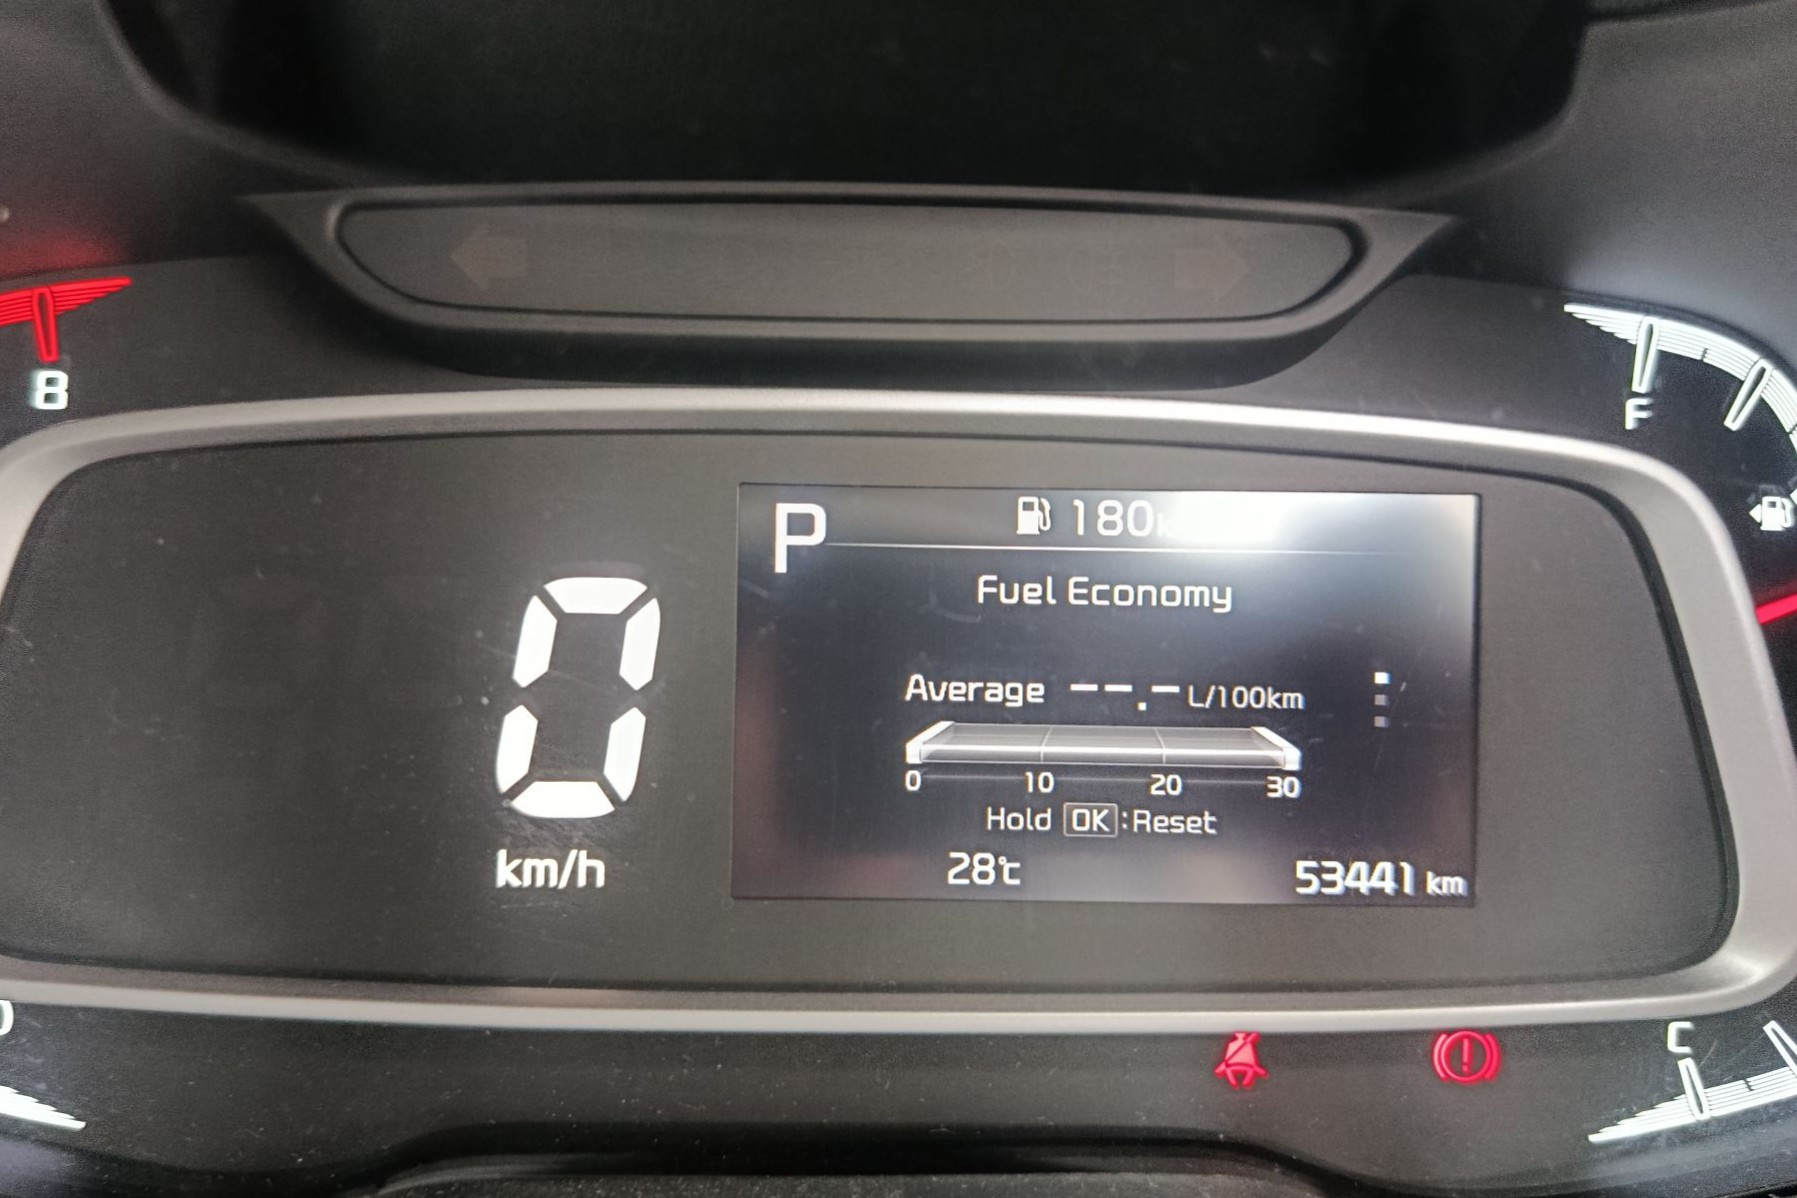 8
F
P
180
Fuel Economy
0
Average --.- L/100km
0 10 20 30
Hold OK :Reset
km/h
28℃
53441 km
C